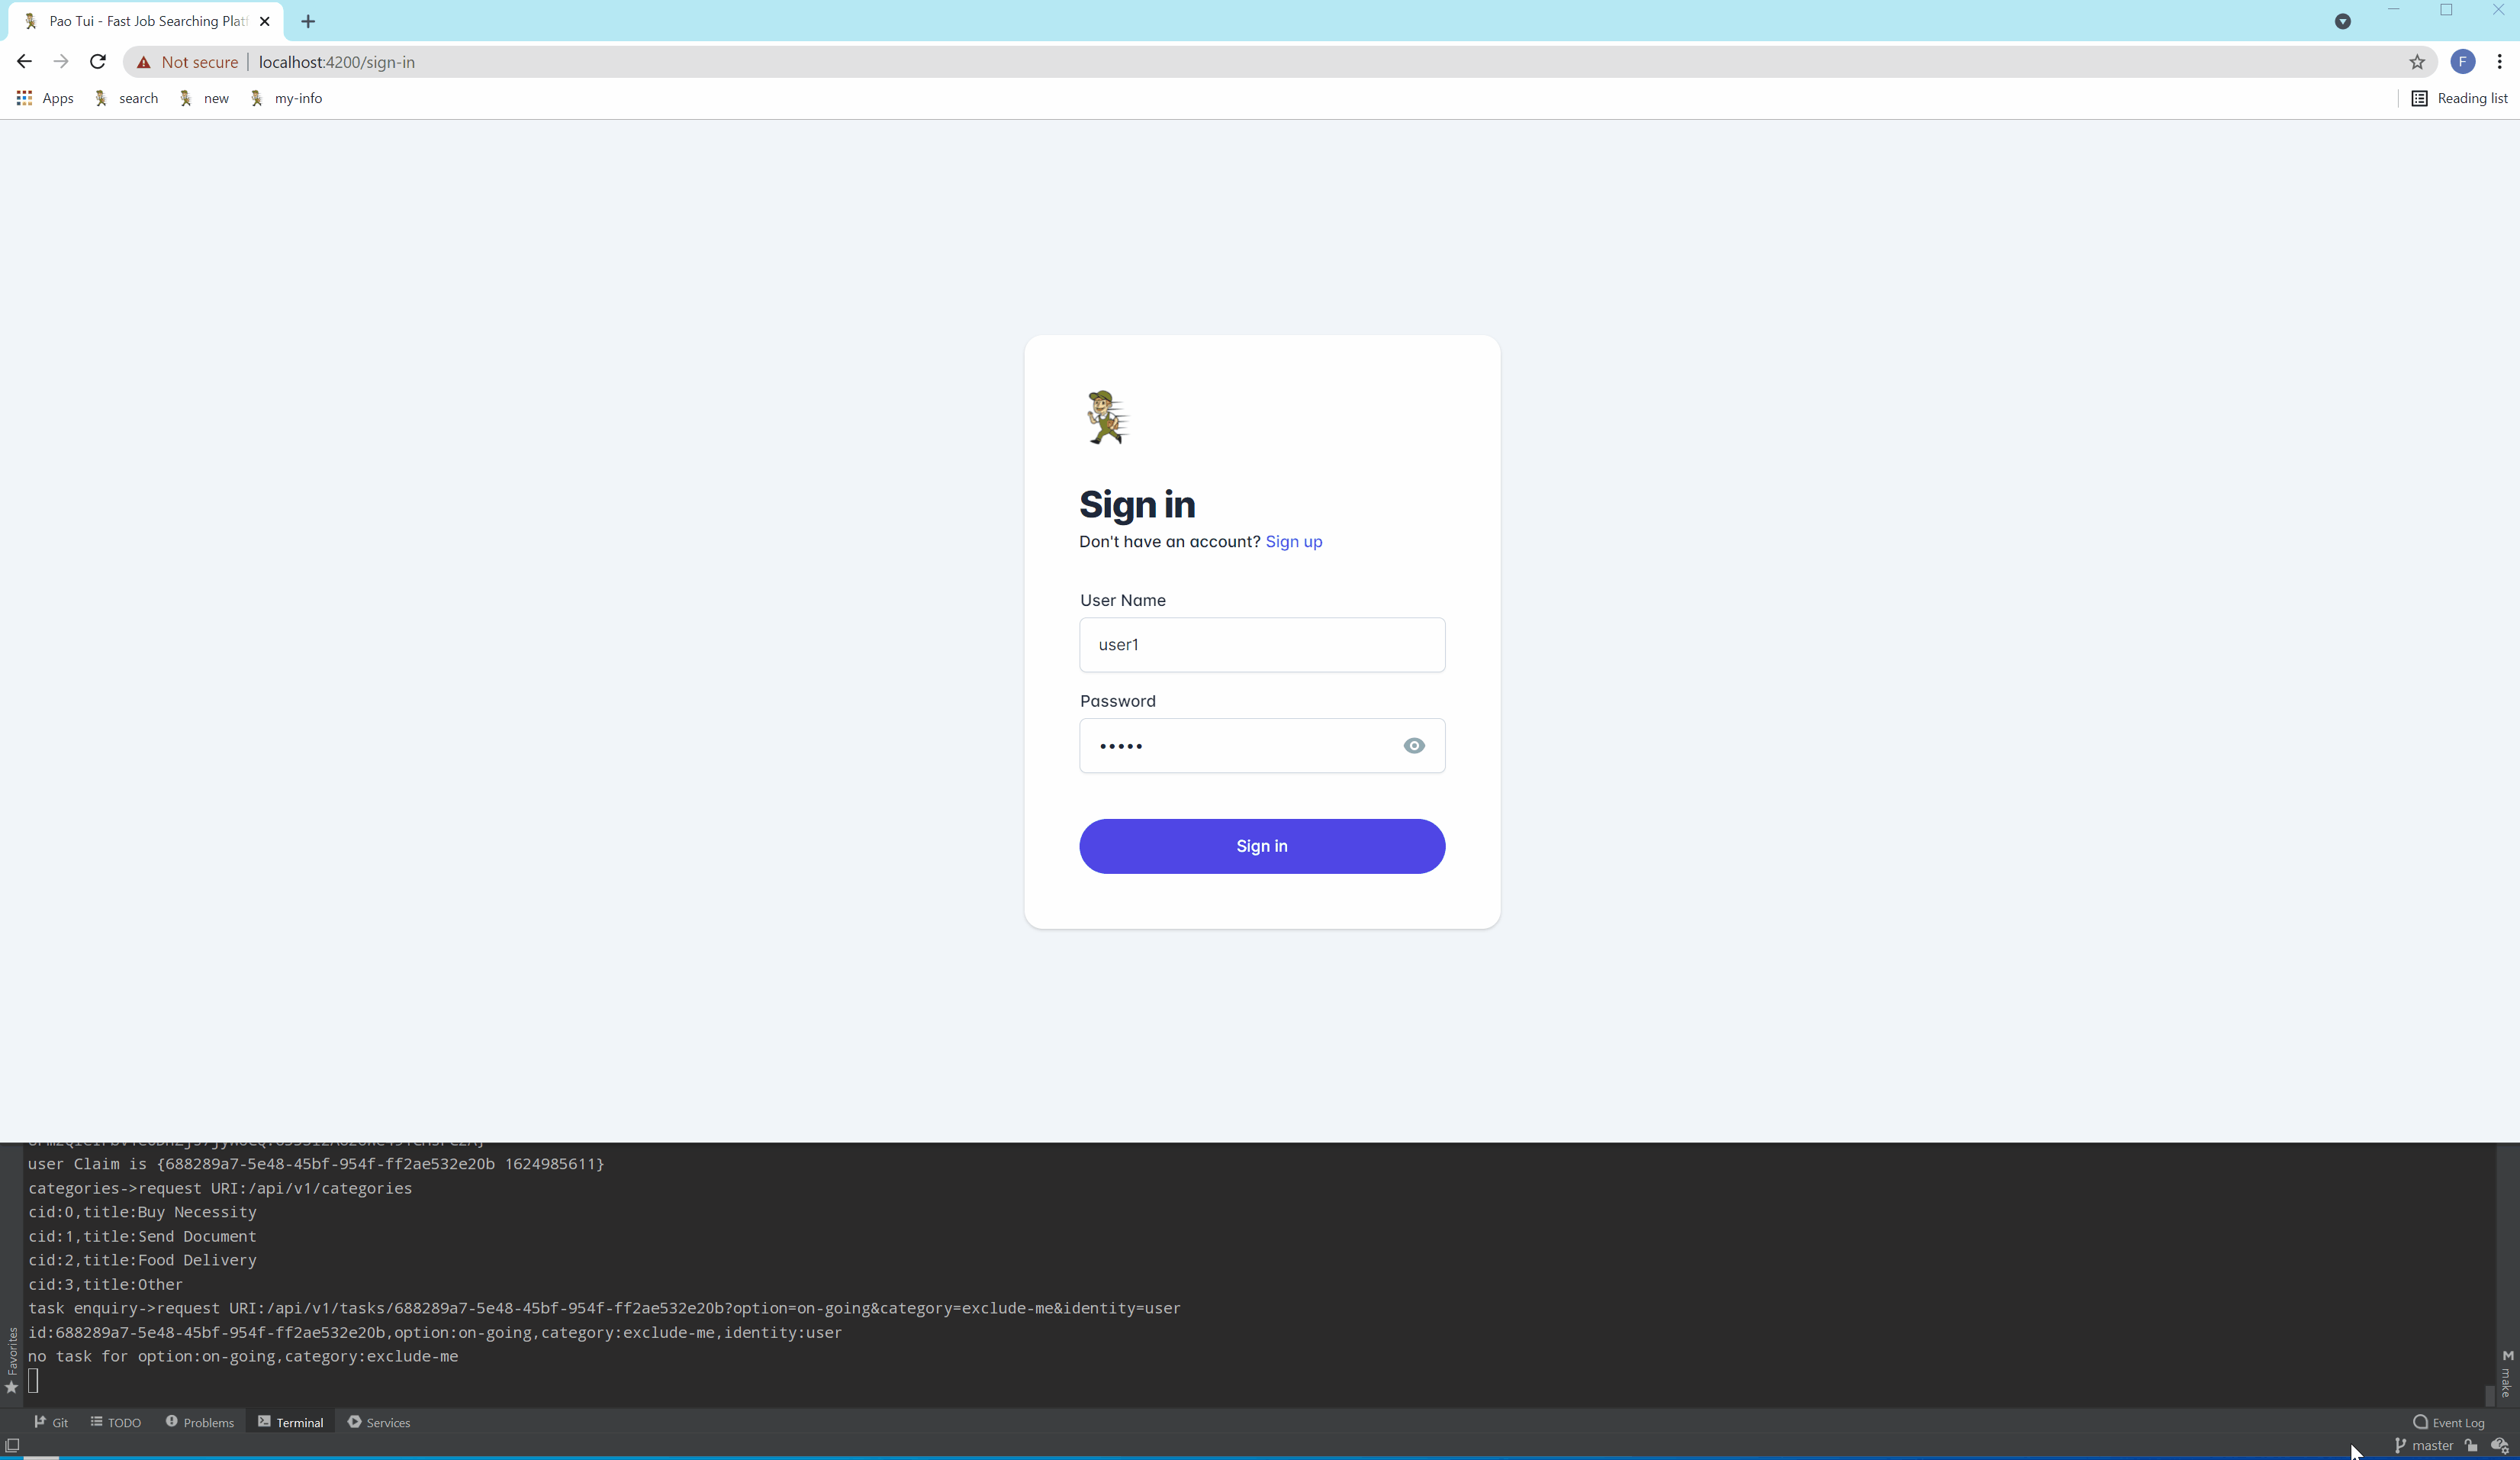 Pao Tui - Fast Job Searching Plat
Not secure
localhost:4200/sign-in
F
Apps
search
new
my-info
Reading list
Sign in
Don't have an account? Sign up
User Name
user1
Password
Sign in
user Claim is {688289a7-5e48-45bf-954f-ff2ae532e20b 1624985611}
categories->request URI:/api/v1/categories
cid:0,title:Buy Necessity
cid:1,title:Send Document
cid:2,title:Food Delivery
cid:3,title:Other
task enquiry->request URI:/api/v1/tasks/688289a7-5e48-45bf-954f-ff2ae532e20b?option=on-going&category=exclude-me&identity=user
id:688289a7-5e48-45bf-954f-ff2ae532e20b,option:on-going,category:exclude-me,identity:user
no task for option:on-going,category:exclude-me
Favorites
M make
Git
TODO
Problems
Terminal
Services
Event Log
master